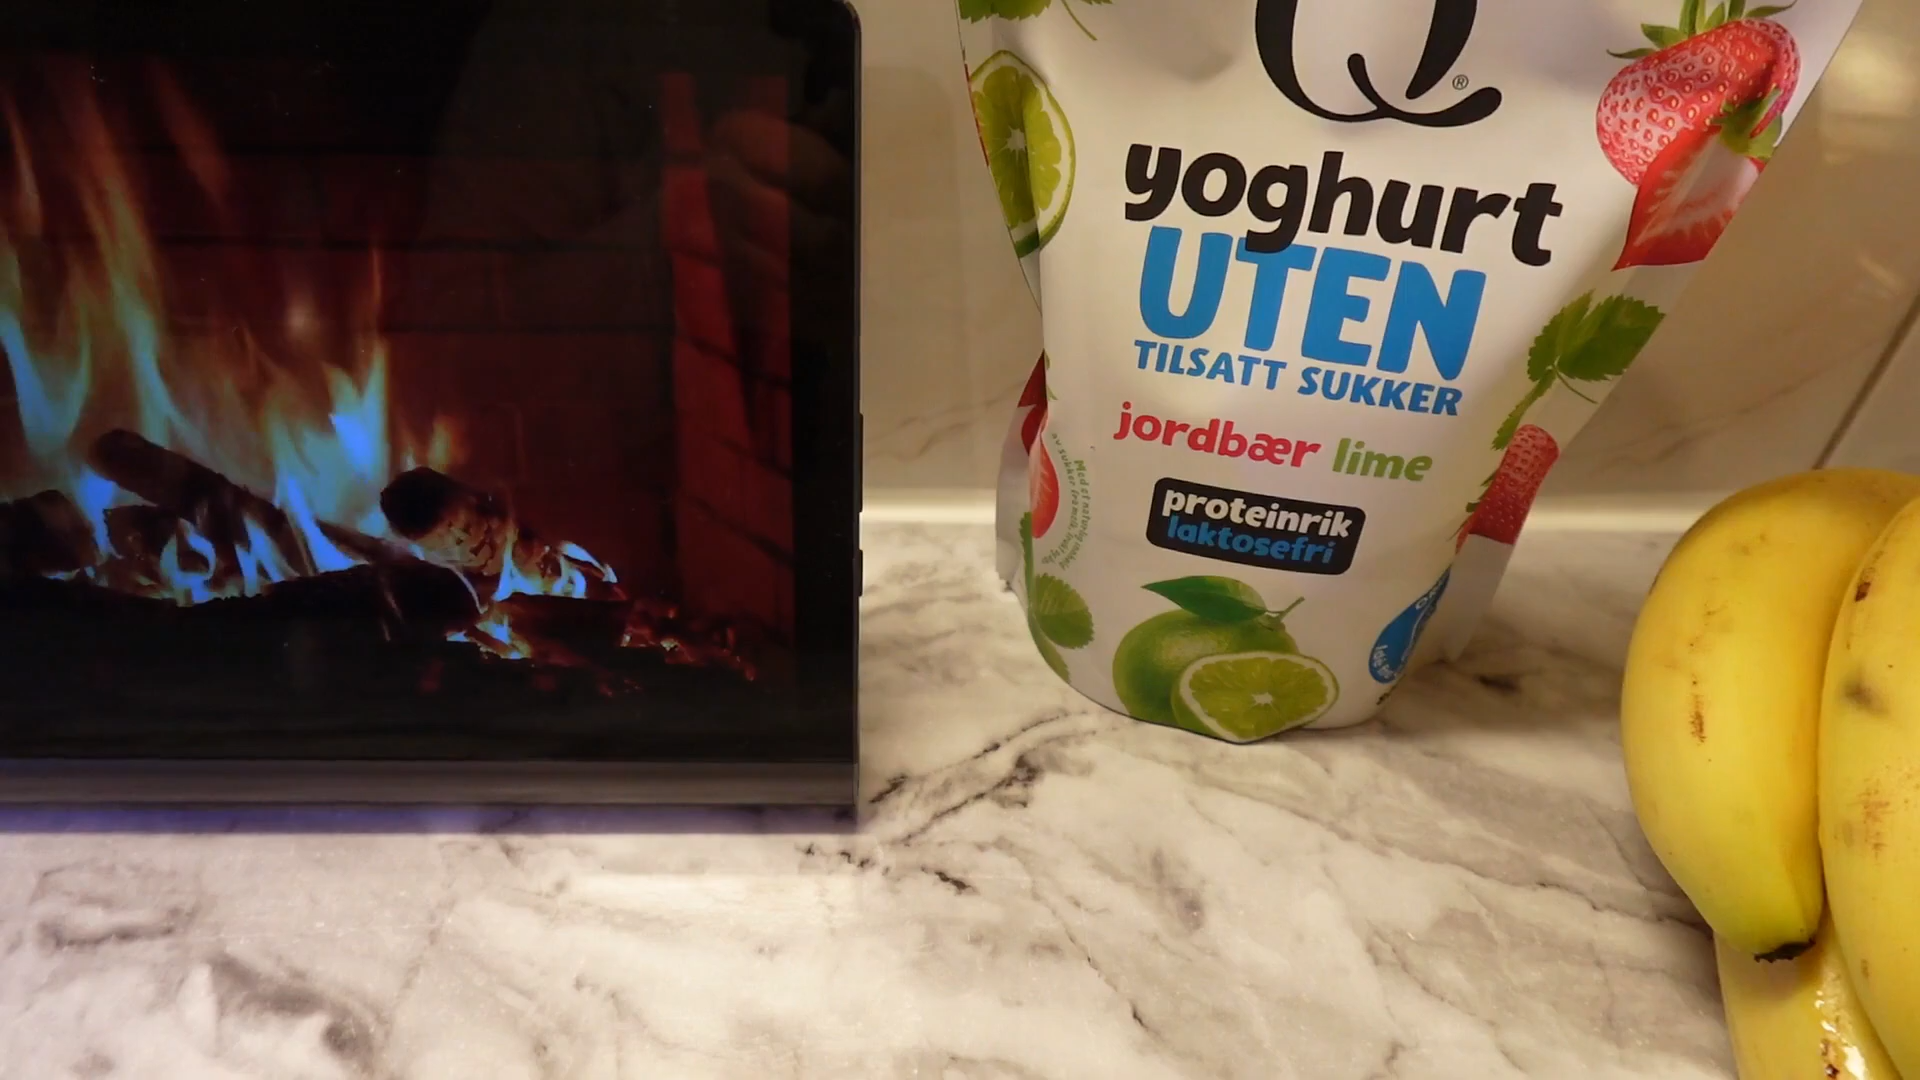 Q®
yoghurt
UTEN
TILSATT SUKKER
jordbær lime
proteinrik
laktosefri